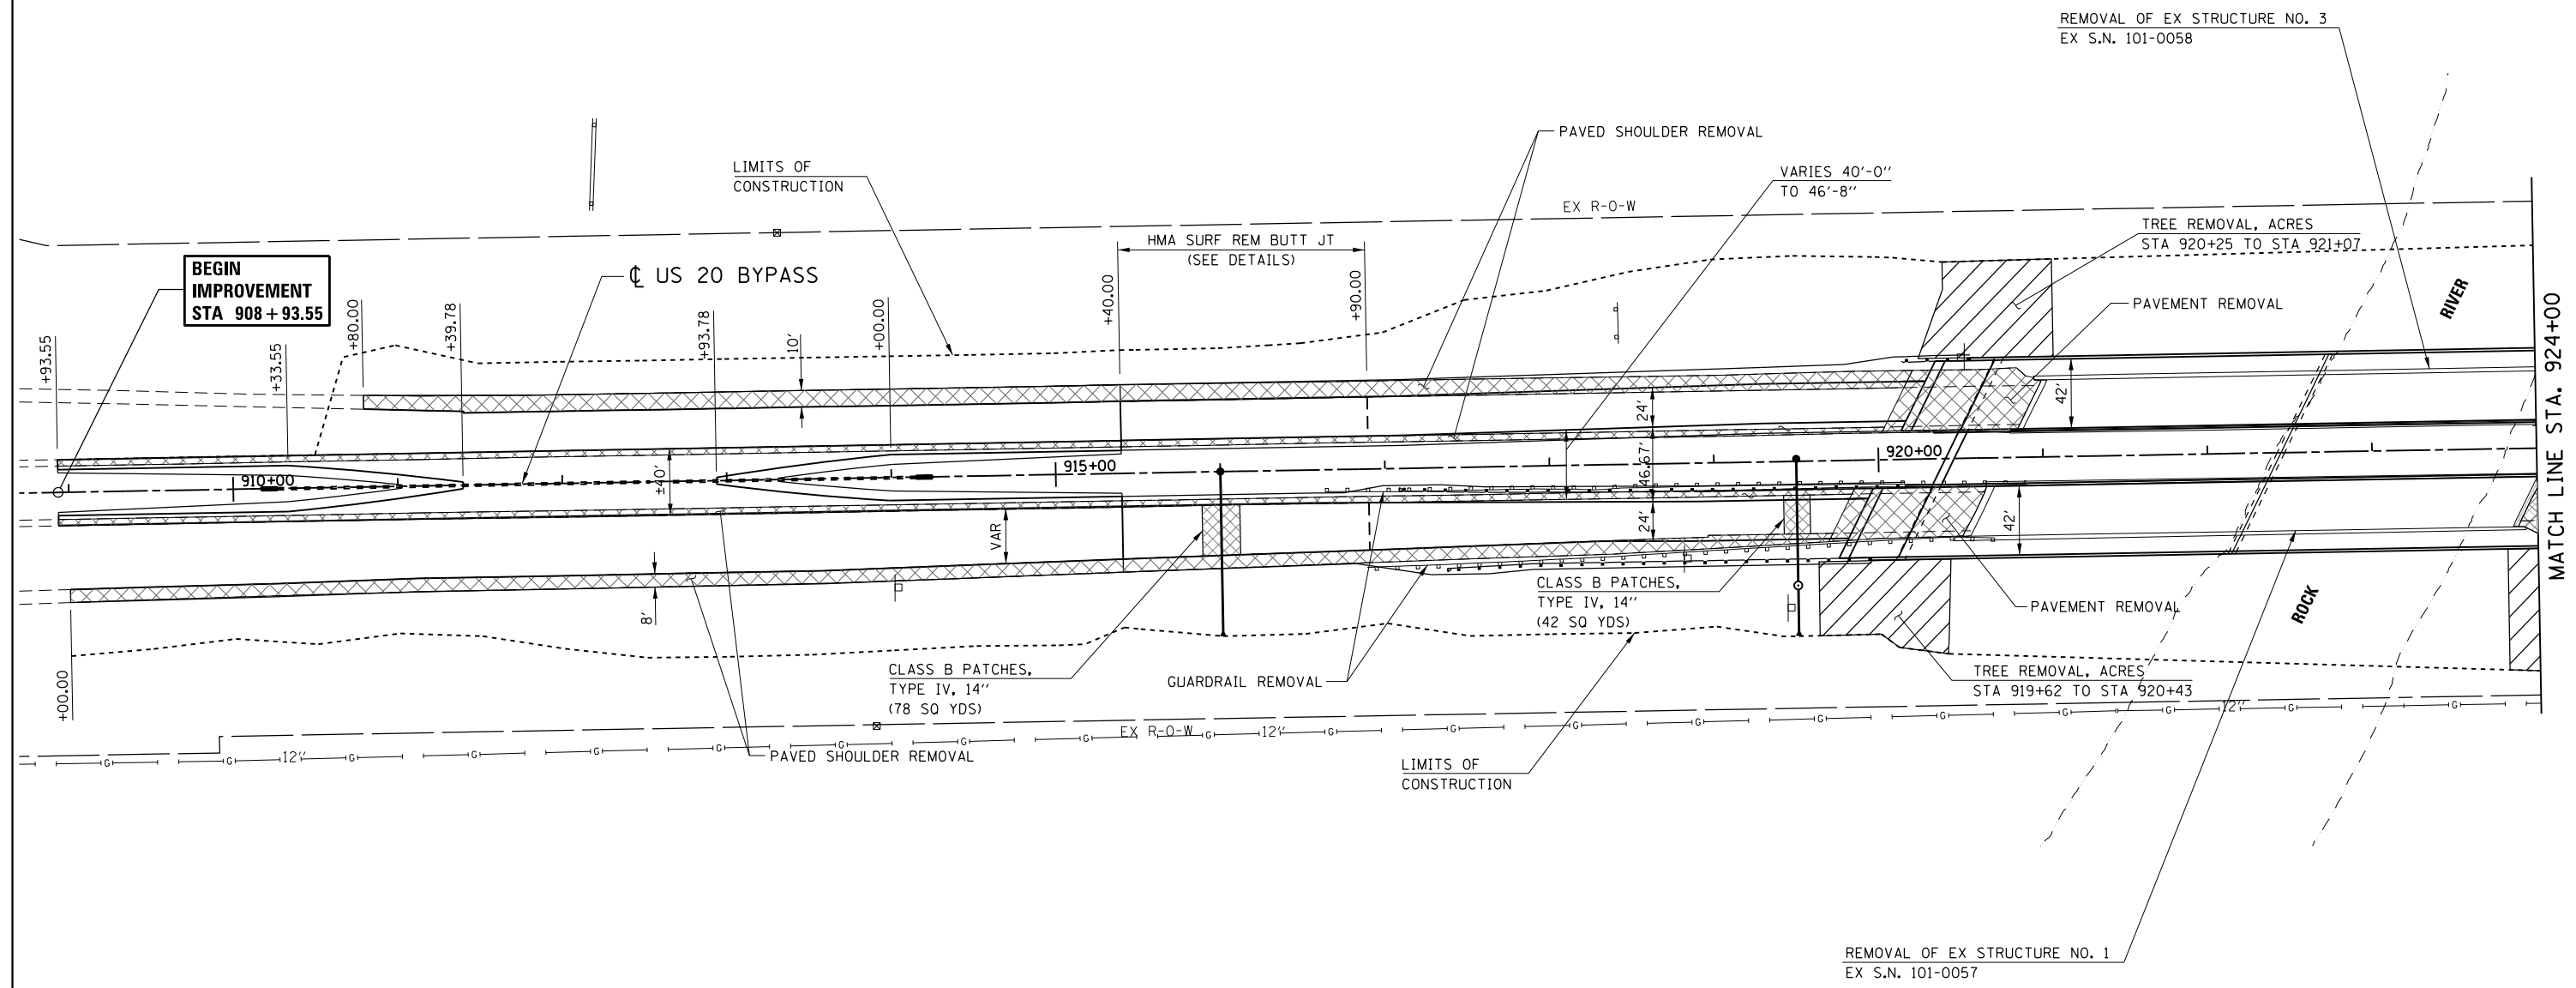 REMOVAL OF EX STRUCTURE NO. 3
EX S.N. 101-0058
PAVED SHOULDER REMOVAL
LIMITS OF
CONSTRUCTION
VARIES 40'-0"
TO 46'-8"
EX R-O-W
TREE REMOVAL, ACRES
STA 920+25 TO STA 921+07
HMA SURF REM BUTT JT
(SEE DETAILS)
BEGIN
IMPROVEMENT
STA 908 + 93.55
℄ US 20 BYPASS
PAVEMENT REMOVAL
RIVER
MATCH LINE STA. 924+00
+93.55
+33.55
+80.00
+39.78
+93.78
10'
+00.00
+40.00
+90.00
24'
42'
910+00
±40'
915+00
46.67'
920+00
VAR
24'
42'
8'
CLASS B PATCHES,
TYPE IV, 14"
(42 SQ YDS)
PAVEMENT REMOVAL
ROCK
+00.00
CLASS B PATCHES,
TYPE IV, 14"
(78 SQ YDS)
GUARDRAIL REMOVAL
TREE REMOVAL, ACRES
STA 919+62 TO STA 920+43
G G 12" G G G G G G G EX R-O-W G 12" G G G G G G G G 12" G G
PAVED SHOULDER REMOVAL
LIMITS OF
CONSTRUCTION
REMOVAL OF EX STRUCTURE NO. 1
EX S.N. 101-0057